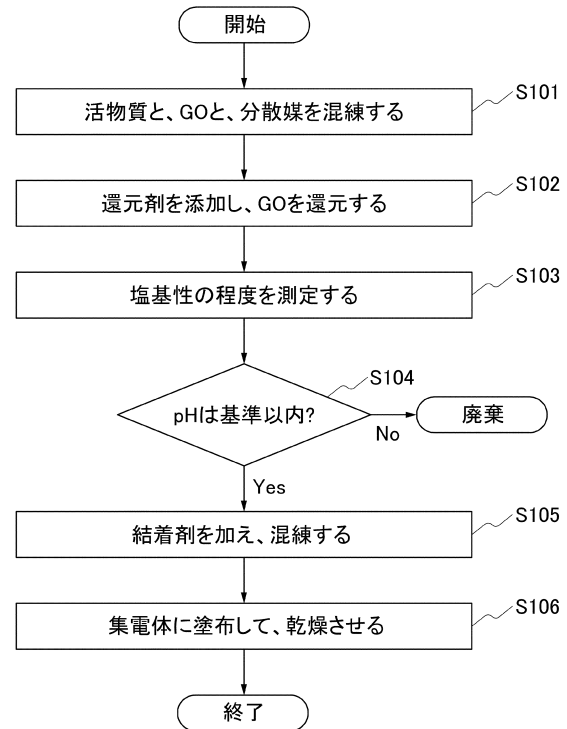 開始
活物質と、GOと、分散媒を混練する
S101
還元剤を添加し、GOを還元する
S102
塩基性の程度を測定する
S103
pHは基準以内?
S104
No
廃棄
Yes
結着剤を加え、混練する
S105
集電体に塗布して、乾燥させる
S106
終了